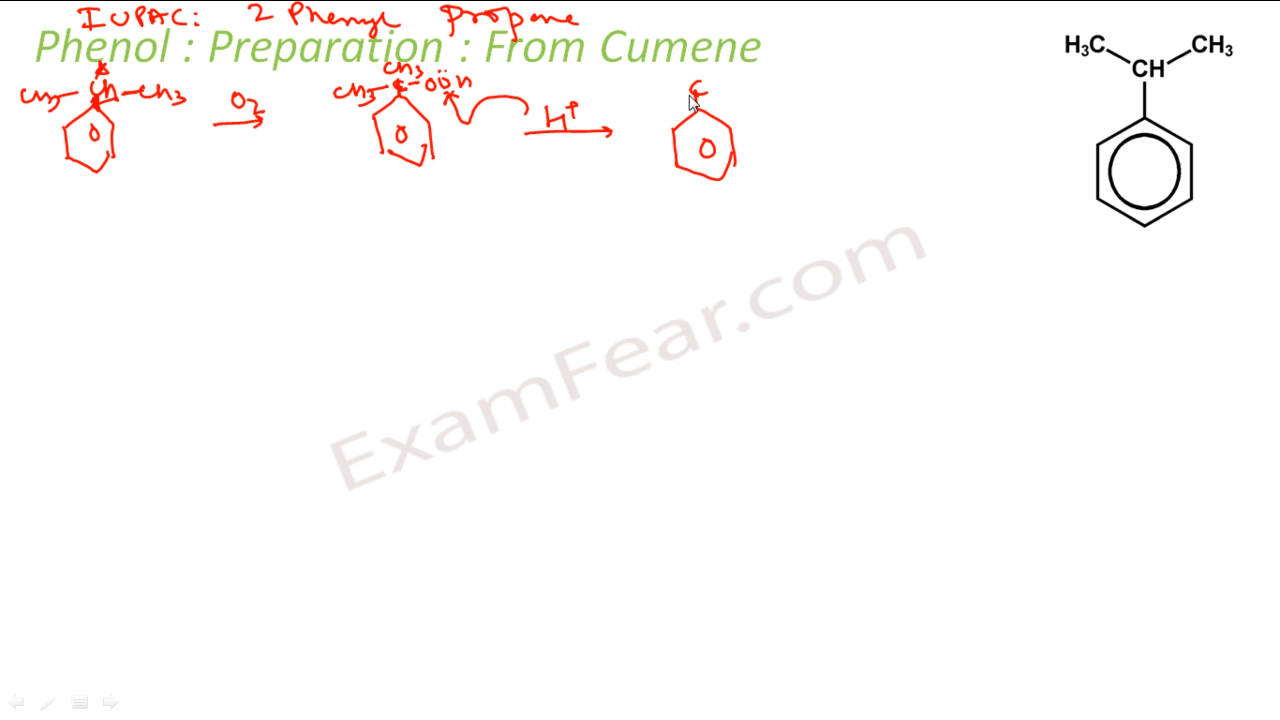 IUPAC: 2 Phenyl Propane
Phenol : Preparation : From Cumene
H₃C CH₃
CH
CH₃
CH₃-CH-CH₃ O₂ CH₃-C-OÖH H⁺ C
ExamFear.com